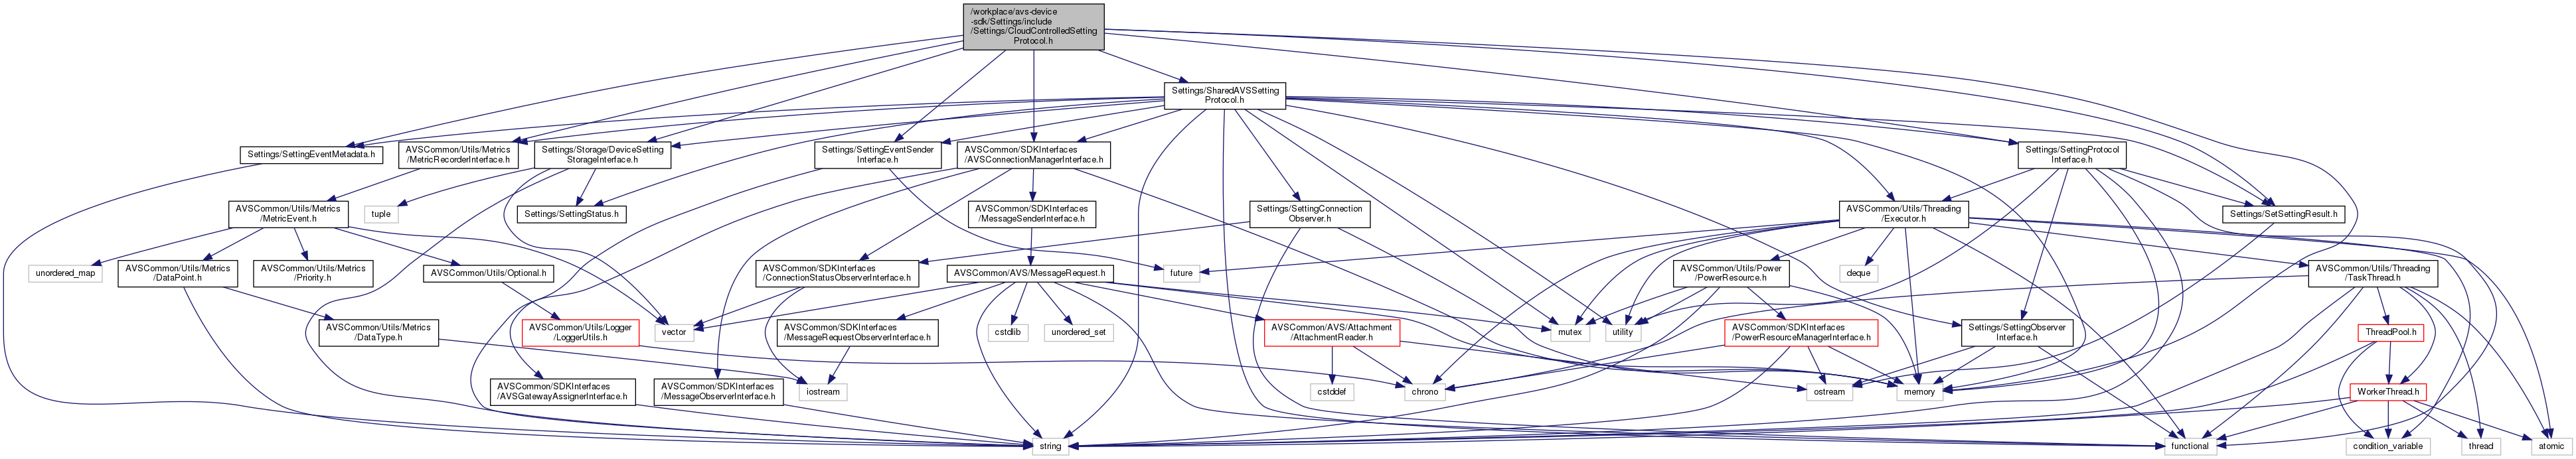 /workplace/avs-device
-sdk/Settings/include
/Settings/CloudControlledSetting
Protocol.h
Settings/SharedAVSSetting
Protocol.h
Settings/SettingEventMetadata.h
AVSCommon/Utils/Metrics
/MetricRecorderInterface.h
Settings/Storage/DeviceSetting
StorageInterface.h
Settings/SettingEventSender
Interface.h
AVSCommon/SDKInterfaces
/AVSConnectionManagerInterface.h
Settings/SettingProtocol
Interface.h
AVSCommon/Utils/Metrics
/MetricEvent.h
tuple
Settings/SettingStatus.h
AVSCommon/SDKInterfaces
/MessageSenderInterface.h
Settings/SettingConnection
Observer.h
AVSCommon/Utils/Threading
/Executor.h
Settings/SetSettingResult.h
unordered_map
AVSCommon/Utils/Metrics
/DataPoint.h
AVSCommon/Utils/Metrics
/Priority.h
AVSCommon/Utils/Optional.h
AVSCommon/SDKInterfaces
/ConnectionStatusObserverInterface.h
AVSCommon/AVS/MessageRequest.h
future
AVSCommon/Utils/Power
/PowerResource.h
deque
AVSCommon/Utils/Threading
/TaskThread.h
AVSCommon/Utils/Metrics
/DataType.h
AVSCommon/Utils/Logger
/LoggerUtils.h
vector
AVSCommon/SDKInterfaces
/MessageRequestObserverInterface.h
cstdlib
unordered_set
AVSCommon/AVS/Attachment
/AttachmentReader.h
mutex
utility
AVSCommon/SDKInterfaces
/PowerResourceManagerInterface.h
Settings/SettingObserver
Interface.h
ThreadPool.h
AVSCommon/SDKInterfaces
/AVSGatewayAssignerInterface.h
AVSCommon/SDKInterfaces
/MessageObserverInterface.h
iostream
cstddef
chrono
ostream
memory
WorkerThread.h
string
functional
condition_variable
thread
atomic